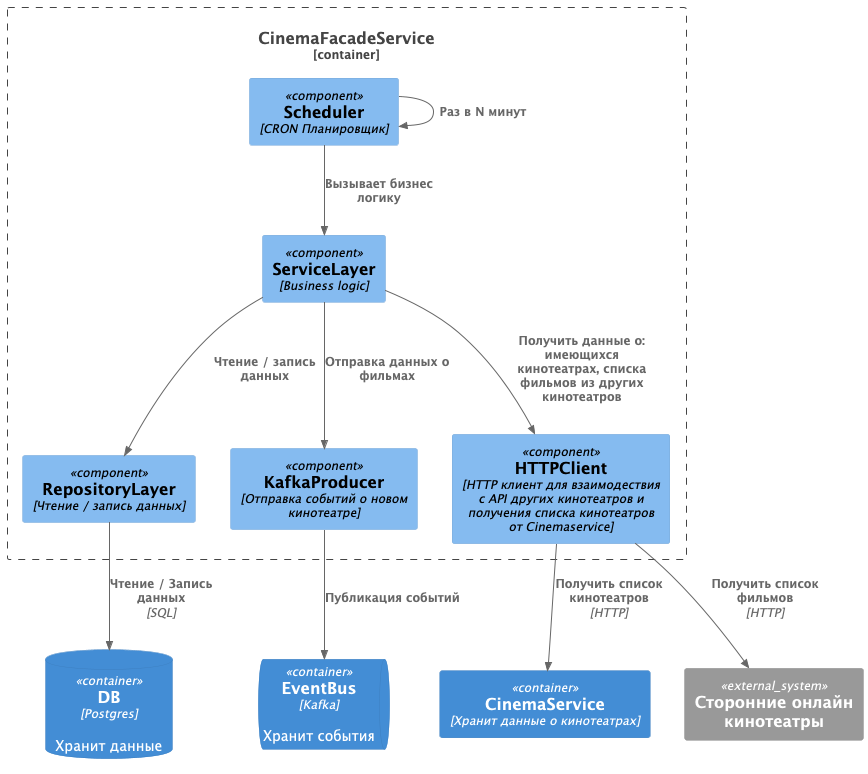 CinemaFacadeService
[container]
«component»
Scheduler
[CRON Планировщик]
Раз в N минут
Вызывает бизнес
логику
«component»
ServiceLayer
[Business logic]
Чтение / запись
данных
Отправка данных о
фильмах
Получить данные о:
имеющихся
кинотеатрах, списка
фильмов из других
кинотеатров
«component»
RepositoryLayer
[Чтение / запись данных]
«component»
KafkaProducer
[Отправка событий о новом
кинотеатре]
«component»
HTTPClient
[HTTP клиент для взаимодествия
с API других кинотеатров и
получения списка кинотеатров
от Cinemaservice]
Чтение / Запись
данных
[SQL]
Публикация событий
Получить список
кинотеатров
[HTTP]
Получить список
фильмов
[HTTP]
«container»
DB
[Postgres]
Хранит данные
«container»
EventBus
[Kafka]
Хранит события
«container»
CinemaService
[Хранит данные о кинотеатрах]
«external_system»
Сторонние онлайн
кинотеатры